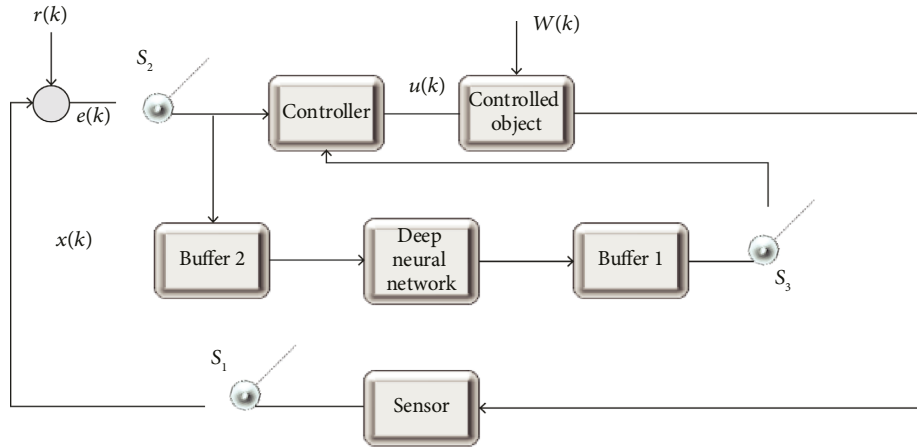 r(k)
W(k)
S₂
e(k)
Controller
u(k)
Controlled
object
x(k)
Buffer 2
Deep
neural
network
Buffer 1
S₃
S₁
Sensor